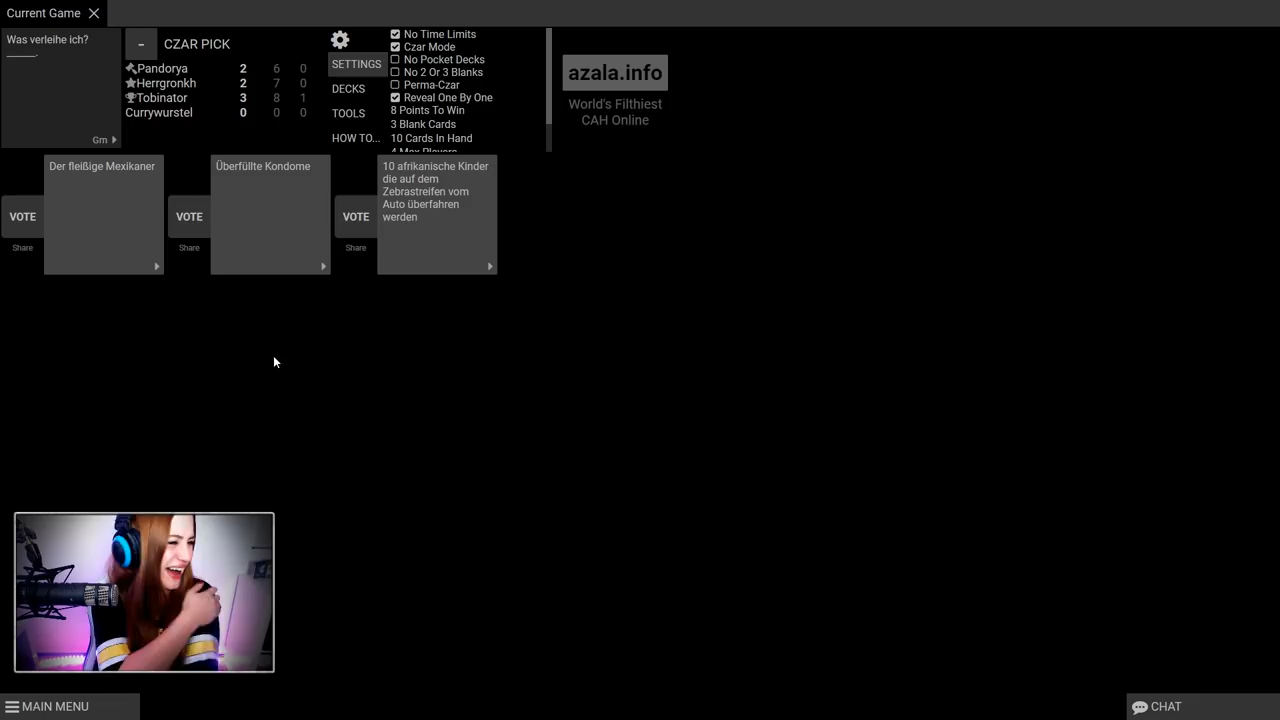 Current Game
Was verleihe ich?
______.
Gm
-
CZAR PICK
Pandorya 2 6 0
Herrgronkh 2 7 0
Tobinator 3 8 1
Currywurstel 0 0 0
SETTINGS
DECKS
TOOLS
HOW TO...
No Time Limits
Czar Mode
No Pocket Decks
No 2 Or 3 Blanks
Perma-Czar
Reveal One By One
8 Points To Win
3 Blank Cards
10 Cards In Hand
4 Max Players
azala.info
World's Filthiest
CAH Online
VOTE
Share
Der fleißige Mexikaner
VOTE
Share
Überfüllte Kondome
VOTE
Share
10 afrikanische Kinder
die auf dem
Zebrastreifen vom
Auto überfahren
werden
MAIN MENU
CHAT